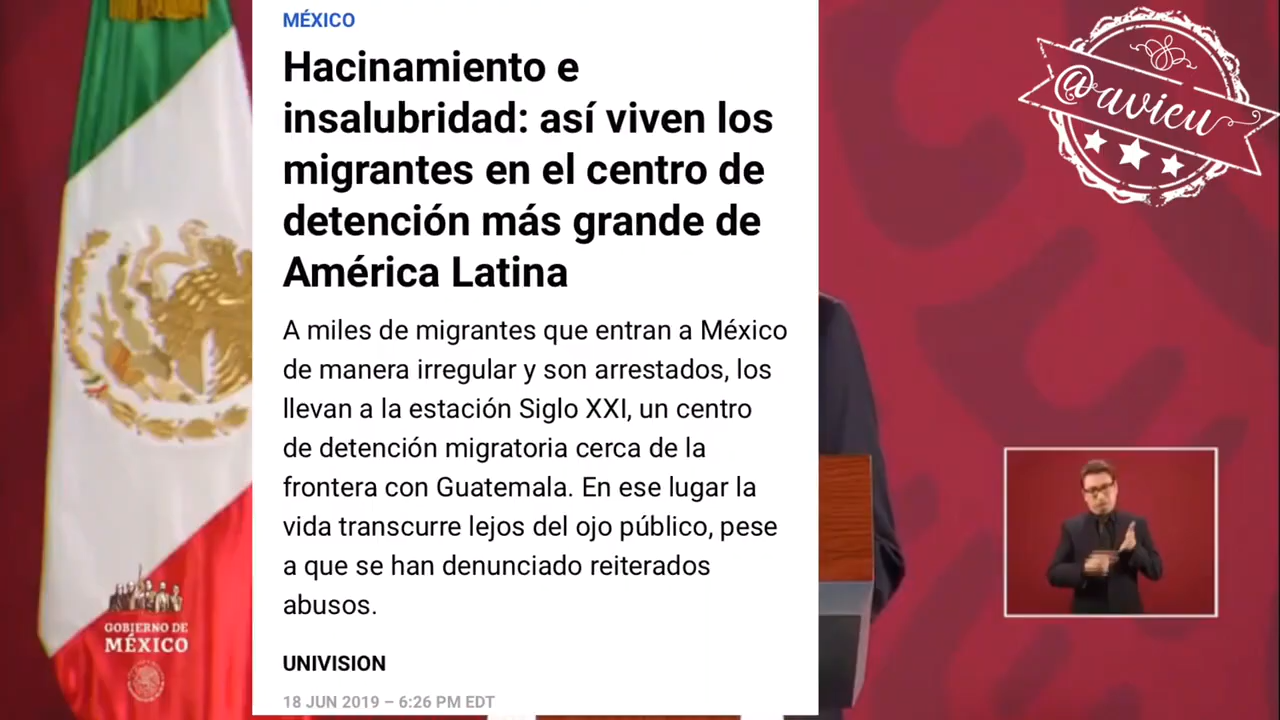 MÉXICO
Hacinamiento e
insalubridad: así viven los
migrantes en el centro de
detención más grande de
América Latina
A miles de migrantes que entran a México
de manera irregular y son arrestados, los
llevan a la estación Siglo XXI, un centro
de detención migratoria cerca de la
frontera con Guatemala. En ese lugar la
vida transcurre lejos del ojo público, pese
a que se han denunciado reiterados
abusos.
UNIVISION
18 JUN 2019 – 6:26 PM EDT
@avieu
GOBIERNO DE
MÉXICO